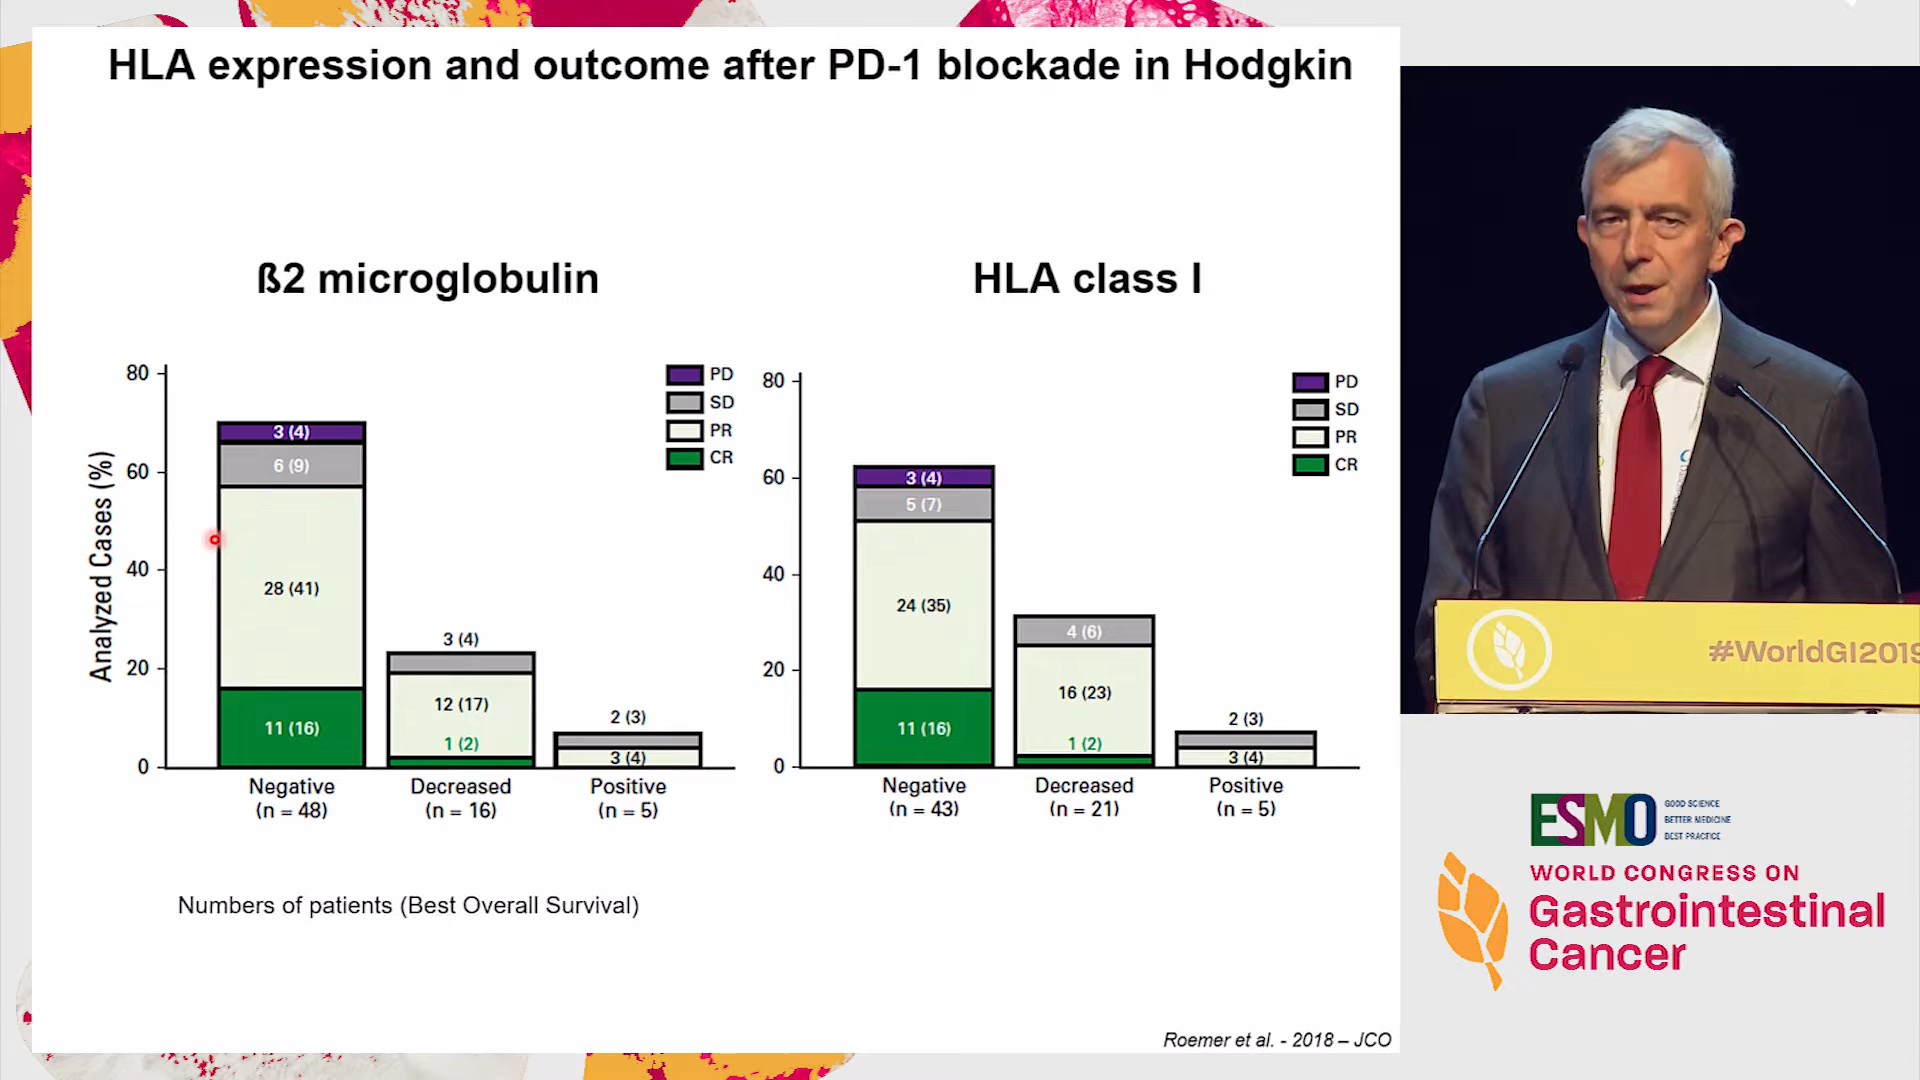 HLA expression and outcome after PD-1 blockade in Hodgkin
ß2 microglobulin
Analyzed Cases (%)
80
60
40
20
0
PD
SD
PR
CR
3 (4)
6 (9)
28 (41)
11 (16)
3 (4)
12 (17)
1 (2)
2 (3)
3 (4)
Negative
(n = 48)
Decreased
(n = 16)
Positive
(n = 5)
HLA class I
80
60
40
20
0
PD
SD
PR
CR
3 (4)
5 (7)
24 (35)
11 (16)
4 (6)
16 (23)
1 (2)
2 (3)
3 (4)
Negative
(n = 43)
Decreased
(n = 21)
Positive
(n = 5)
Numbers of patients (Best Overall Survival)
Roemer et al. - 2018 – JCO
#WorldGI2019
ESMO
GOOD SCIENCE
BETTER MEDICINE
BEST PRACTICE
WORLD CONGRESS ON
Gastrointestinal
Cancer